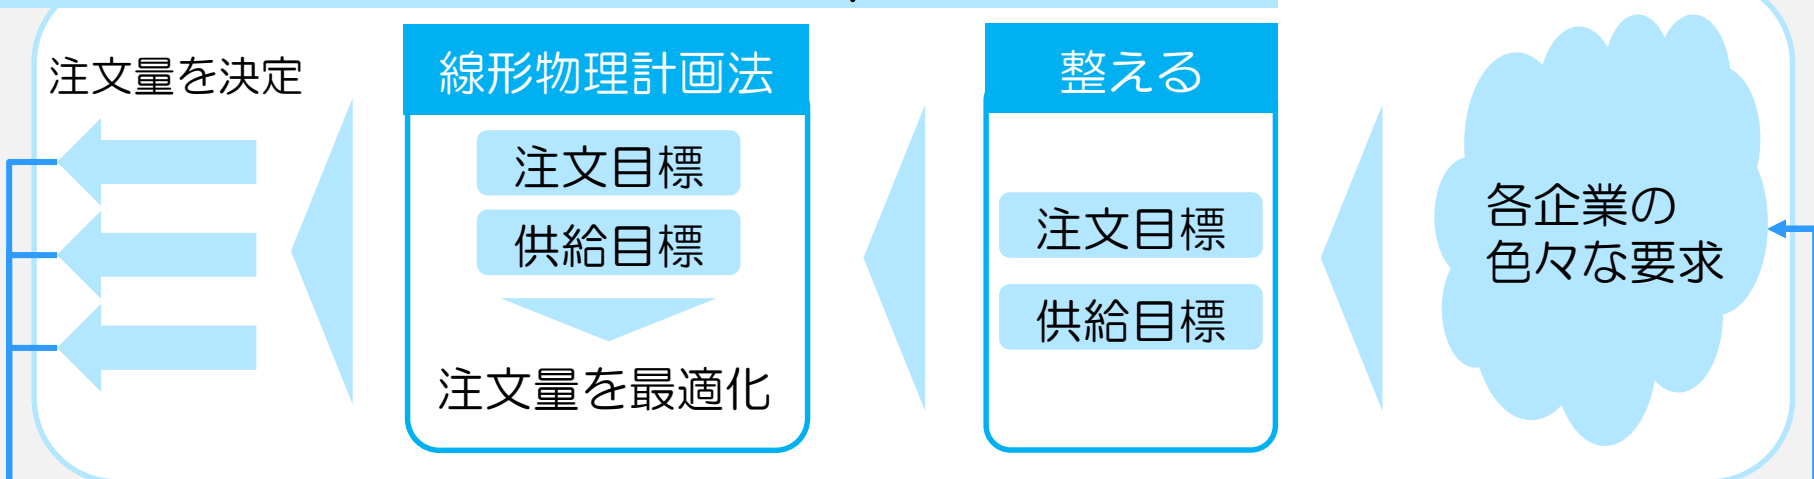 注文量を決定
線形物理計画法
注文目標
供給目標
注文量を最適化
整える
注文目標
供給目標
各企業の
色々な要求